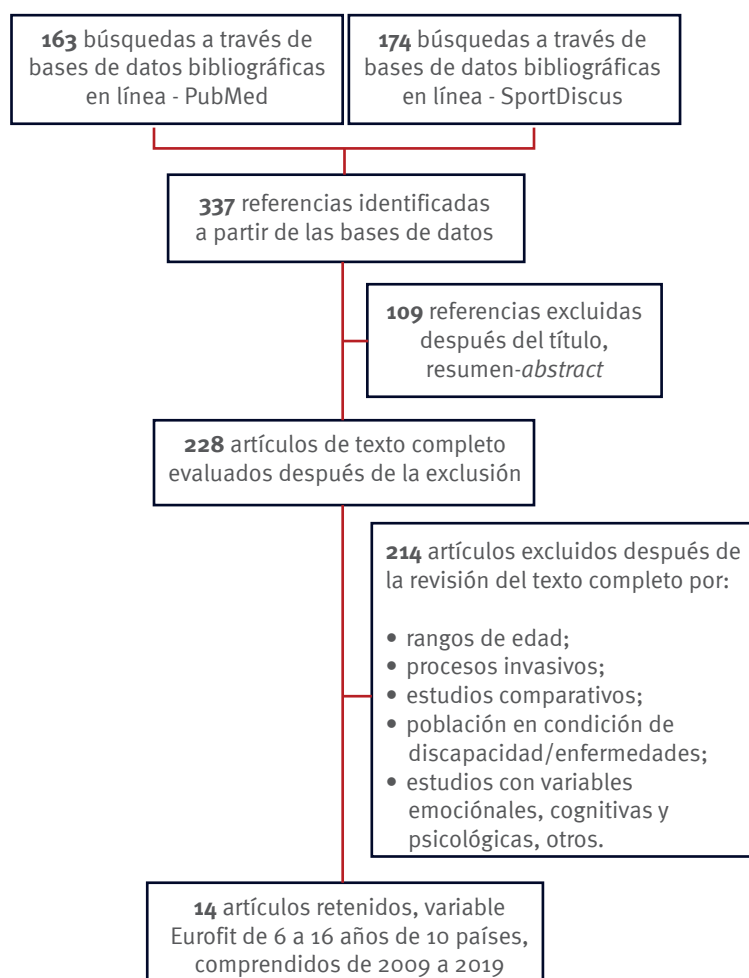 163 búsquedas a través de
bases de datos bibliográficas
en línea - PubMed
174 búsquedas a través de
bases de datos bibliográficas
en línea - SportDiscus
337 referencias identificadas
a partir de las bases de datos
109 referencias excluidas
después del título,
resumen-abstract
228 artículos de texto completo
evaluados después de la exclusión
214 artículos excluidos después de
la revisión del texto completo por:
• rangos de edad;
• procesos invasivos;
• estudios comparativos;
• población en condición de
discapacidad/enfermedades;
• estudios con variables
emociónales, cognitivas y
psicológicas, otros.
14 artículos retenidos, variable
Eurofit de 6 a 16 años de 10 países,
comprendidos de 2009 a 2019